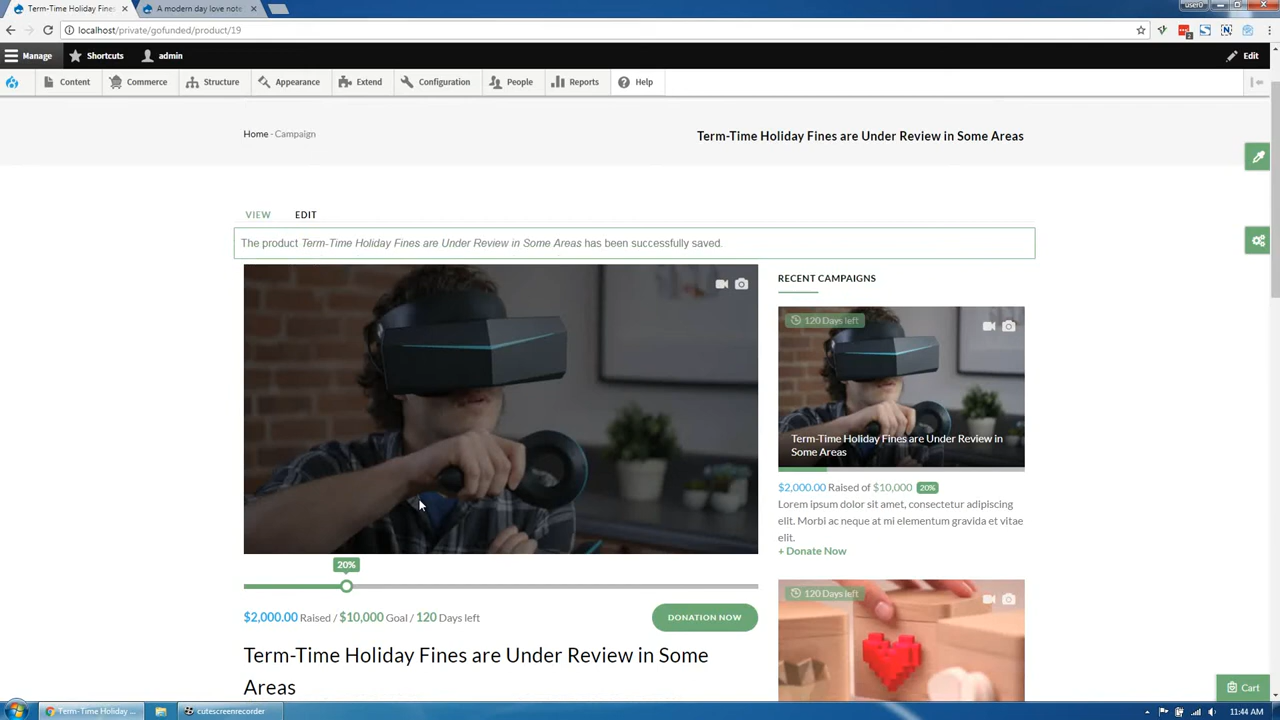 Term-Time Holiday Fines
A modern day love note
user0
localhost/private/gofunded/product/19
2
Manage
Shortcuts
admin
Edit
Content
Commerce
Structure
Appearance
Extend
Configuration
People
Reports
Help
Home - Campaign
Term-Time Holiday Fines are Under Review in Some Areas
VIEW
EDIT
The product Term-Time Holiday Fines are Under Review in Some Areas has been successfully saved.
RECENT CAMPAIGNS
120 Days left
Term-Time Holiday Fines are Under Review in
Some Areas
$2,000.00 Raised of $10,000 20%
Lorem ipsum dolor sit amet, consectetur adipiscing
elit. Morbi ac neque at mi elementum gravida et vitae
elit.
+ Donate Now
120 Days left
20%
$2,000.00 Raised / $10,000 Goal / 120 Days left
DONATION NOW
Term-Time Holiday Fines are Under Review in Some
Areas
Cart
Term-Time Holiday ...
cutescreenrecorder
11:44 AM